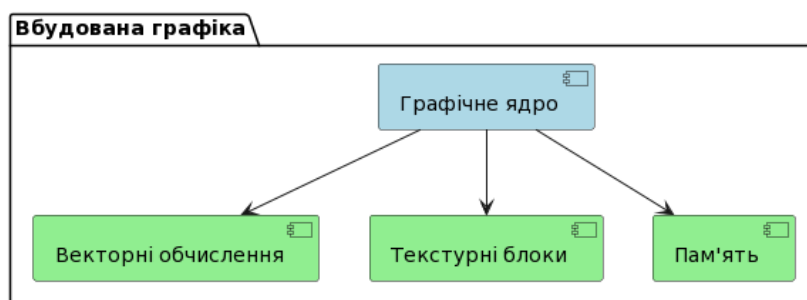 Вбудована графіка
Графічне ядро
Векторні обчислення
Текстурні блоки
Пам'ять